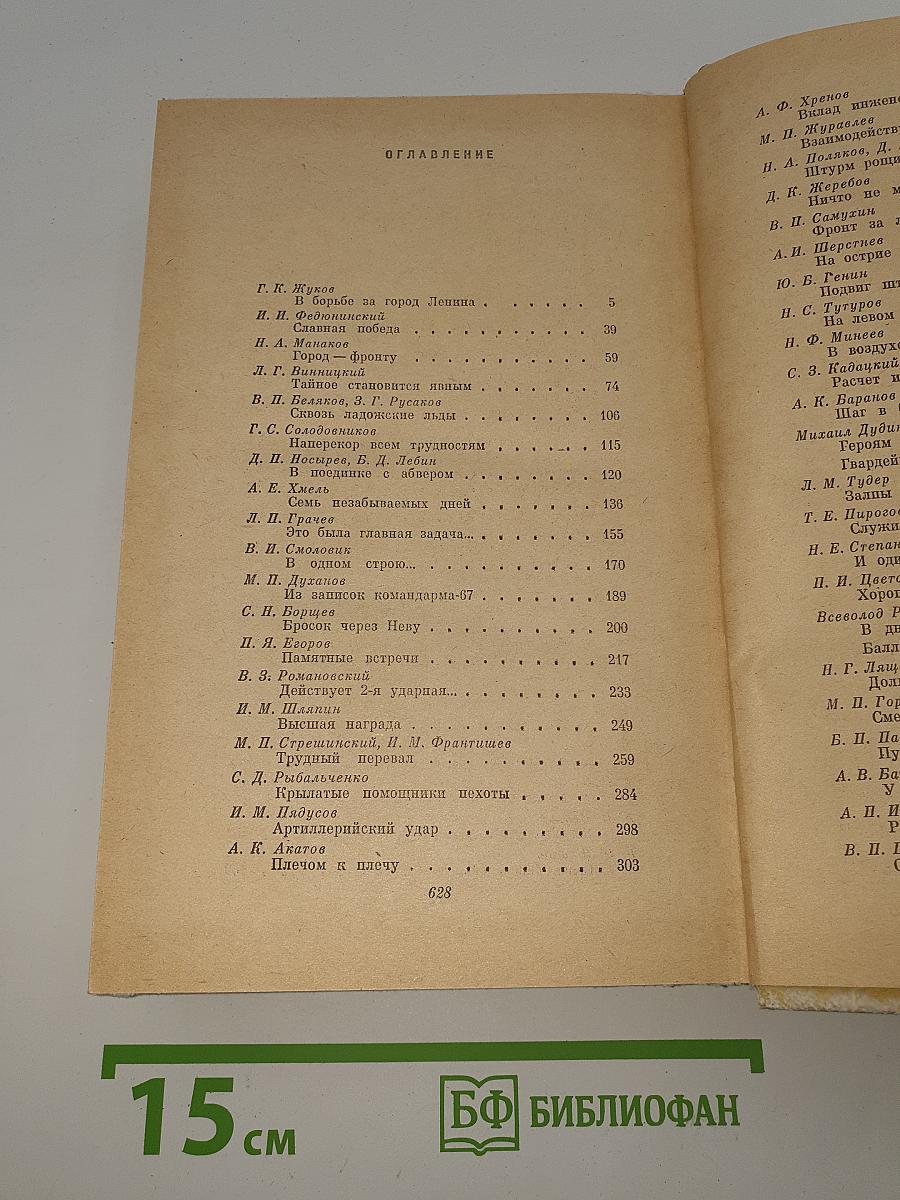 ОГЛАВЛЕНИЕ
Г. К. Жуков
В борьбе за город Ленина . . . . . . 5
И. И. Федюнинский
Славная победа . . . . . . . . . . . 39
Н. А. Манаков
Город — фронту . . . . . . . . . . . 59
Л. Г. Винницкий
Тайное становится явным . . . . . . . 74
В. П. Беляков, З. Г. Русаков
Сквозь ладожские льды . . . . . . . . 106
Г. С. Солодовников
Наперекор всем трудностям . . . . . . 115
Д. П. Носырев, Б. Д. Лебин
В поединке с абвером . . . . . . . . 120
А. Е. Хмель
Семь незабываемых дней . . . . . . . 136
Л. П. Грачев
Это была главная задача... . . . . . . . 155
В. И. Смоловик
В одном строю... . . . . . . . . . . 170
М. П. Духанов
Из записок командарма-67 . . . . . . . 189
С. Н. Борщев
Бросок через Неву . . . . . . . . . . 200
П. Я. Егоров
Памятные встречи . . . . . . . . . . 217
В. З. Романовский
Действует 2-я ударная... . . . . . . . . 233
И. М. Шляпин
Высшая награда . . . . . . . . . . . 249
М. П. Стрешинский, И. М. Франтишев
Трудный перевал . . . . . . . . . . 259
С. Д. Рыбальченко
Крылатые помощники пехоты . . . . . 284
И. М. Пядусов
Артиллерийский удар . . . . . . . . . 298
А. К. Акатов
Плечом к плечу . . . . . . . . . . . 303
628
А. Ф. Хренов
Вклад
М. П. Журавлев
Н. А. Поляков, Д.
Штурм
Д. К. Жеребов
Ничто не
В. П. Самухин
Фронт за
А. И. Шерстнев
На острие
Ю. Б. Генин
Подвиг
Н. С. Тутуров
На левом
Н. Ф. Минеев
В
С. З. Кадацкий
Расчет и
А. К. Баранов
Шаг в
Михаил
Героям
Л. М. Тудер
Залпы
Т. Е.
Н. Е.
И
П. И.
Всеволод
В
Н. Г.
М. П.
Б. П.
А. В.
У
А. П.
В. П.
15 см
БФ БИБЛИОФАН